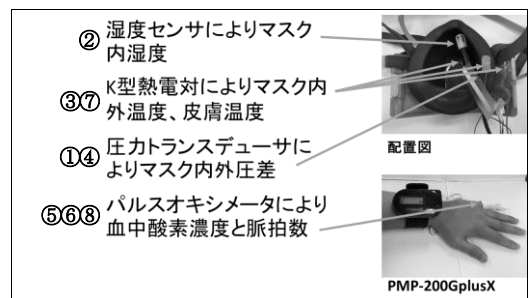 ② 湿度センサによりマスク
内湿度
③⑦ K型熱電対によりマスク内
外温度、皮膚温度
①④ 圧力トランスデューサに
よりマスク内外圧差
⑤⑥⑧ パルスオキシメータにより
血中酸素濃度と脈拍数
配置図
PMP-200GplusX